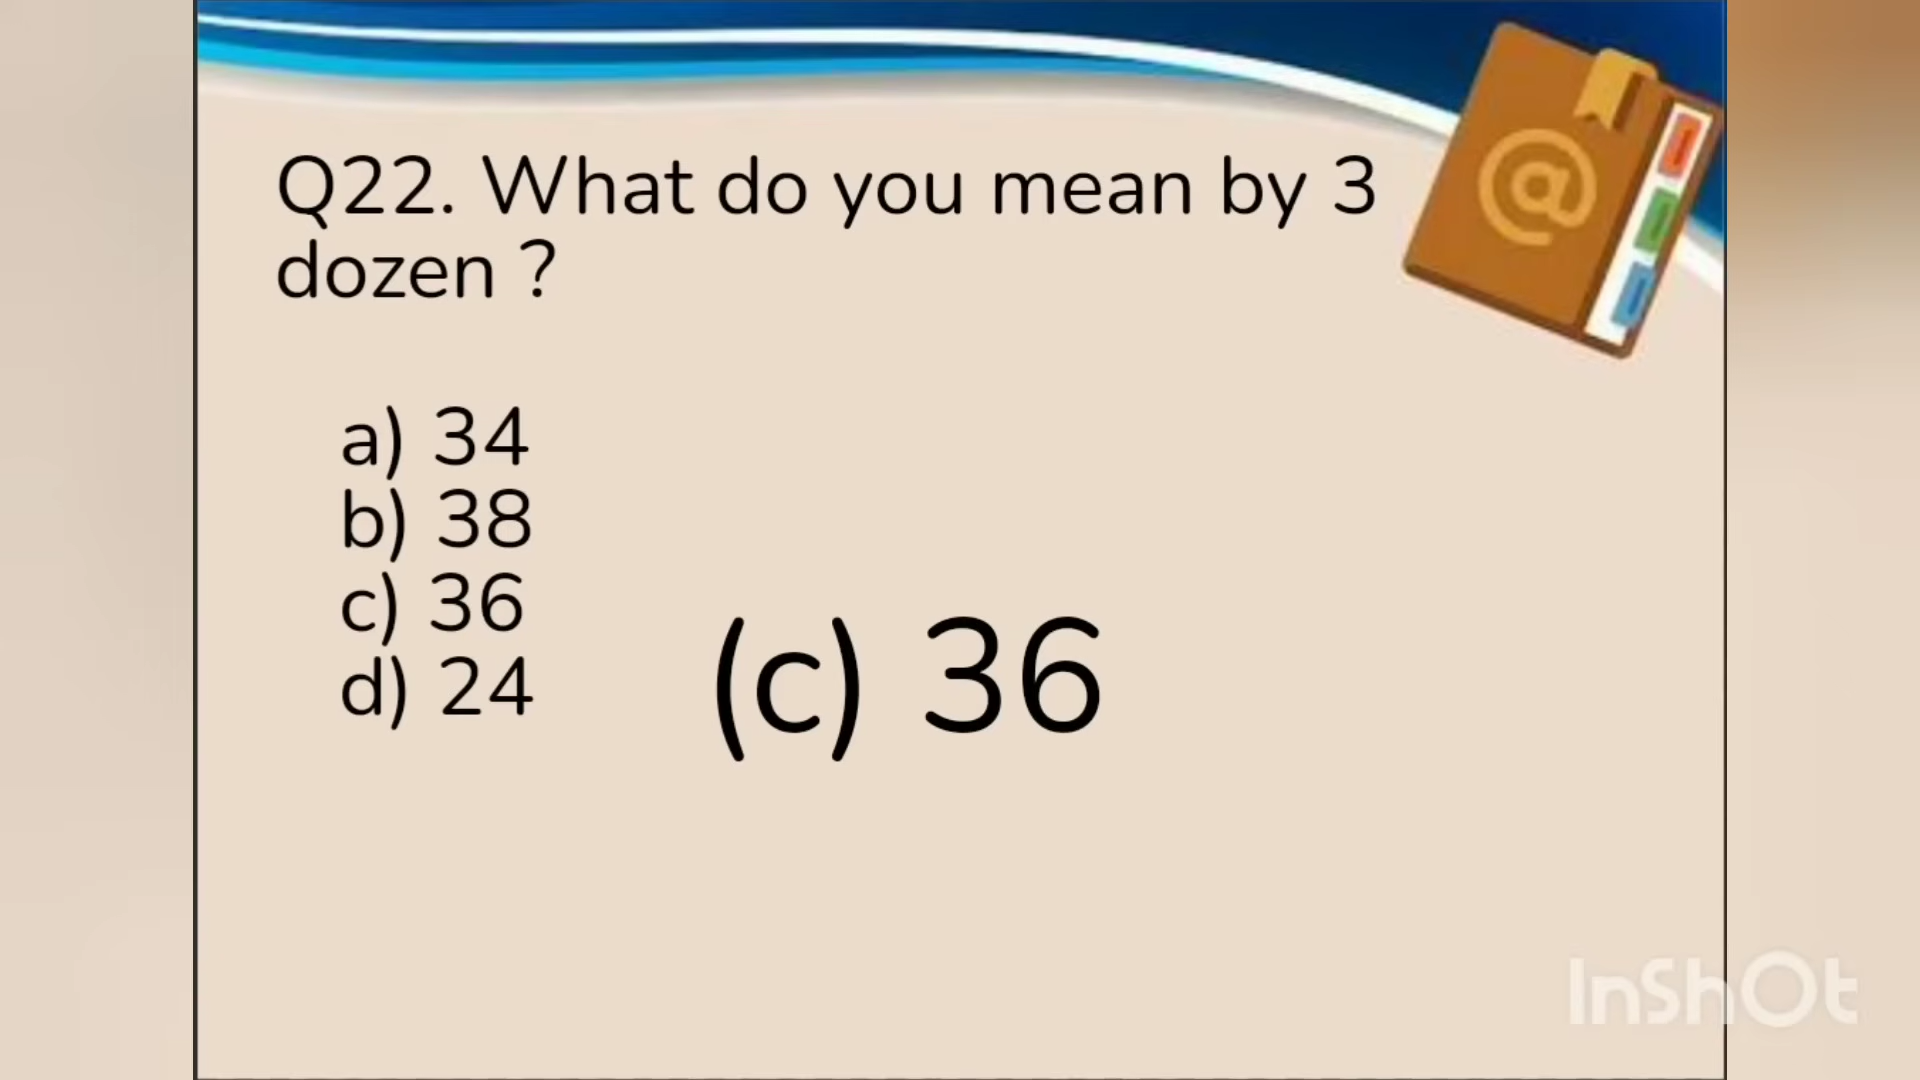 Q22. What do you mean by 3
dozen ?
a) 34
b) 38
c) 36
d) 24
(c) 36
@
InShOt